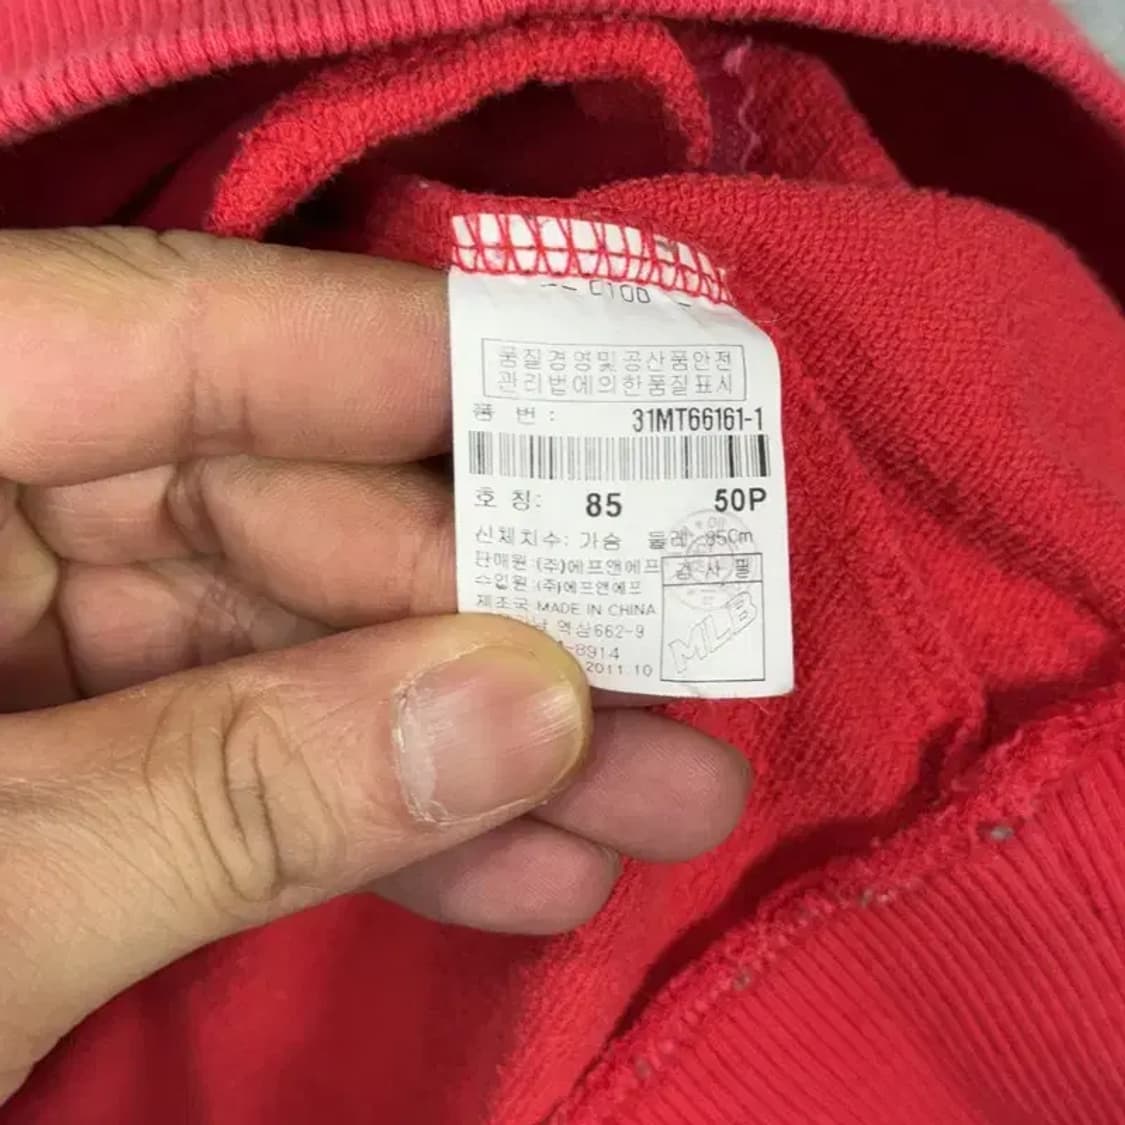 0100
품질경영및공산품안전
관리법에의한품질표시
품 번 : 31MT66161-1
호 칭: 85 50P
신체치수: 가슴 둘레 85Cm
판매원:(주)에프앤에프 검사필
수입원:(주)에프앤에프
제조국 MADE IN CHINA
역삼662-9
-8914
2011.10
MLB